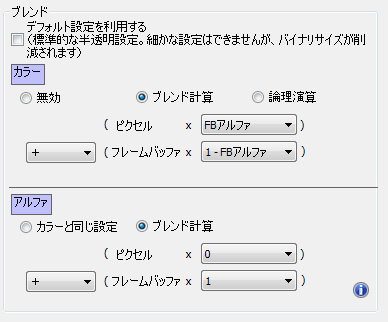 ブレンド
デフォルト設定を利用する
(標準的な半透明設定。細かな設定はできませんが、バイナリサイズが削
減されます)
カラー
無効 ブレンド計算 論理演算
( ピクセル x FBアルファ )
+ (フレームバッファ x 1 - FBアルファ )
アルファ
カラーと同じ設定 ブレンド計算
( ピクセル x 0 )
+ (フレームバッファ x 1 )